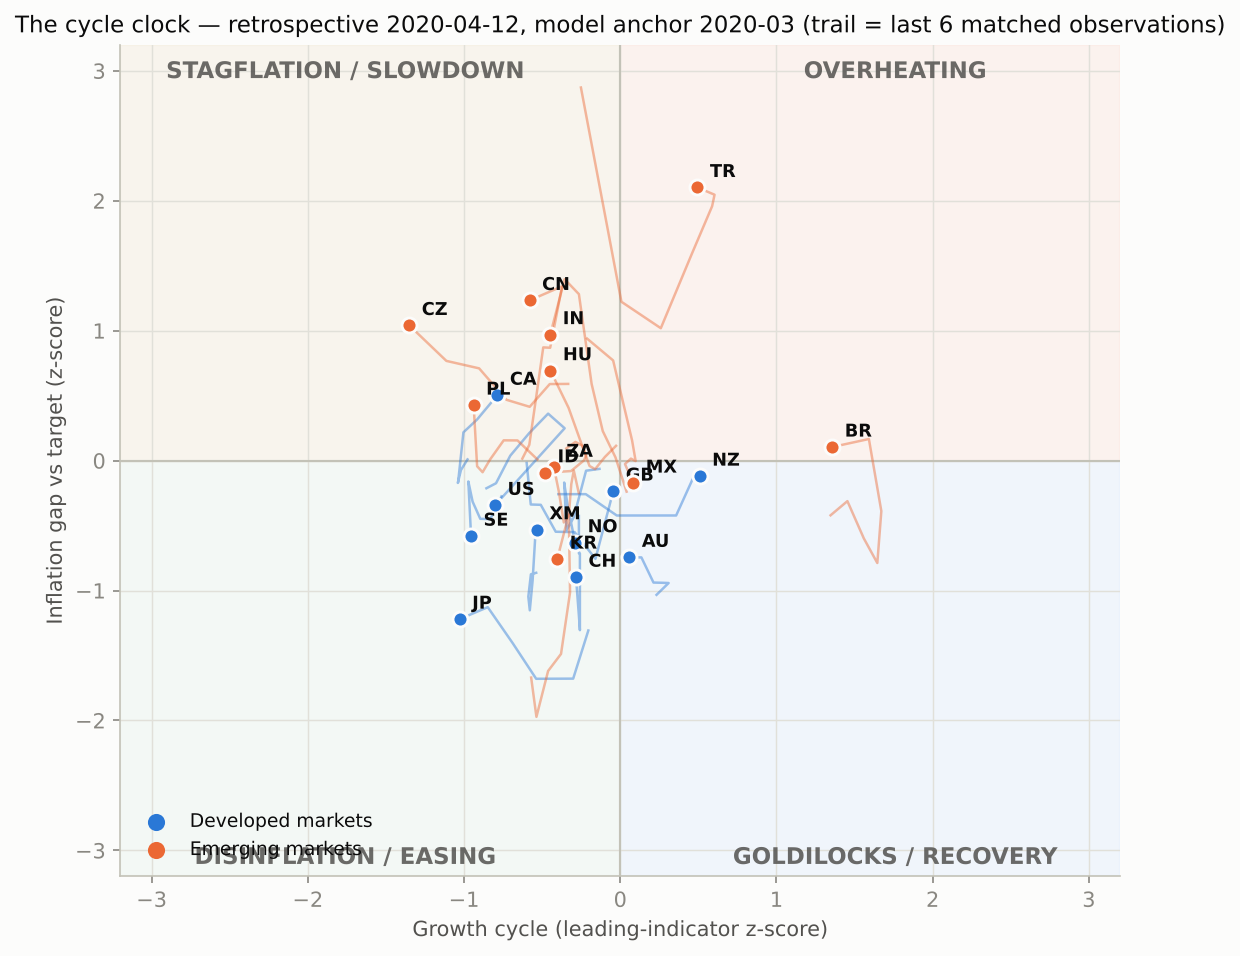 The cycle clock — retrospective 2020-04-12, model anchor 2020-03 (trail = last 6 matched observations)
STAGFLATION / SLOWDOWN
OVERHEATING
3
2
1
0
−1
−2
−3
Inflation gap vs target (z-score)
TR
CN
CZ
IN
HU
CA
PL
BR
ZA
ID
NZ
MX
GB
US
XM
SE
NO
KR
AU
CH
JP
Developed markets
Emerging markets
DISINFLATION / EASING
GOLDILOCKS / RECOVERY
−3
−2
−1
0
1
2
3
Growth cycle (leading-indicator z-score)